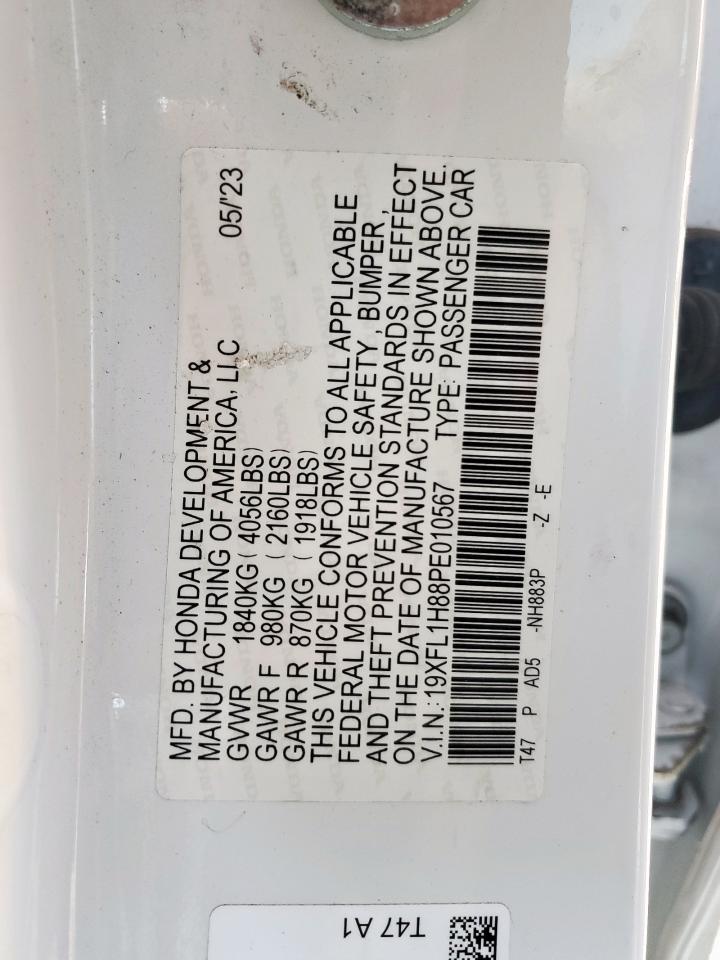 MFD. BY HONDA DEVELOPMENT &
MANUFACTURING OF AMERICA, LLC 05/'23
GVWR 1840KG ( 4056LBS)
GAWR F 980KG ( 2160LBS)
GAWR R 870KG ( 1918LBS)
THIS VEHICLE CONFORMS TO ALL APPLICABLE
FEDERAL MOTOR VEHICLE SAFETY , BUMPER ,
AND THEFT PREVENTION STANDARDS IN EFFECT
ON THE DATE OF MANUFACTURE SHOWN ABOVE.
V.I.N.: 19XFL1H88PE010567 TYPE: PASSENGER CAR
T47 P AD5 -NH883P -Z -E
T47 A1